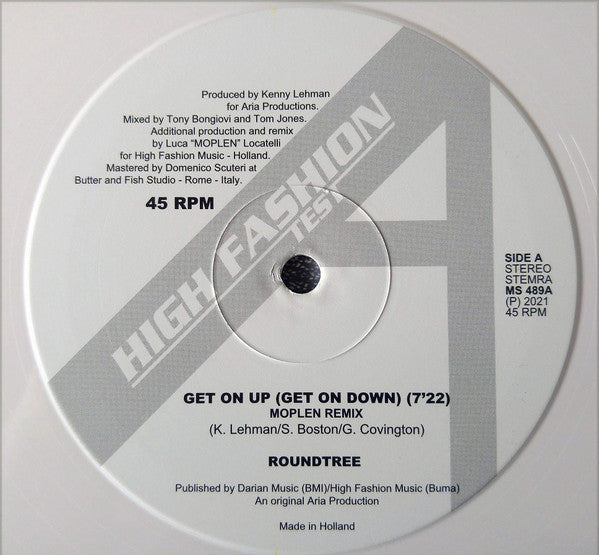 Produced by Kenny Lehman
for Aria Productions.
Mixed by Tony Bongiovi and Tom Jones.
Additional production and remix
by Luca "MOPLEN" Locatelli
for High Fashion Music - Holland.
Mastered by Domenico Scuteri at
Butter and Fish Studio - Rome - Italy.
45 RPM
HIGH FASHION
SIDE A
STEREO
STEMRA
MS 489A
(P) 2021
45 RPM
GET ON UP (GET ON DOWN) (7'22)
MOPLEN REMIX
(K. Lehman/S. Boston/G. Covington)
ROUNDTREE
Published by Darian Music (BMI)/High Fashion Music (Buma)
An original Aria Production
Made in Holland